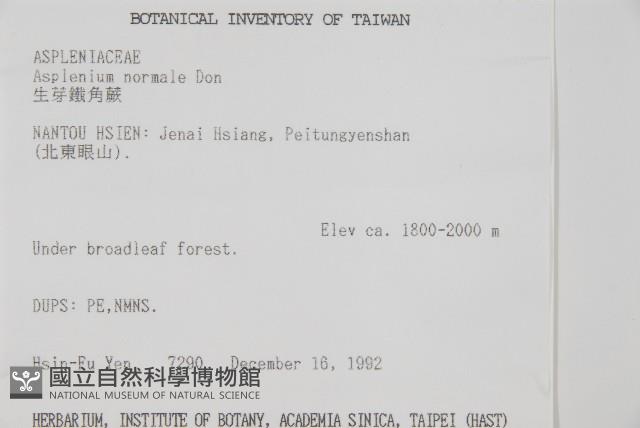 BOTANICAL INVENTORY OF TAIWAN
ASPLENIACEAE
Asplenium normale Don
生芽鐵角蕨
NANTOU HSIEN: Jenai Hsiang, Peitungyenshan
(北東眼山).
Elev ca. 1800-2000 m
Under broadleaf forest.
DUPS: PE,NMNS.
Hsin-Fu Yen 7290 December 16, 1992
國立自然科學博物館
NATIONAL MUSEUM OF NATURAL SCIENCE
HERBARIUM, INSTITUTE OF BOTANY, ACADEMIA SINICA, TAIPEI (HAST)